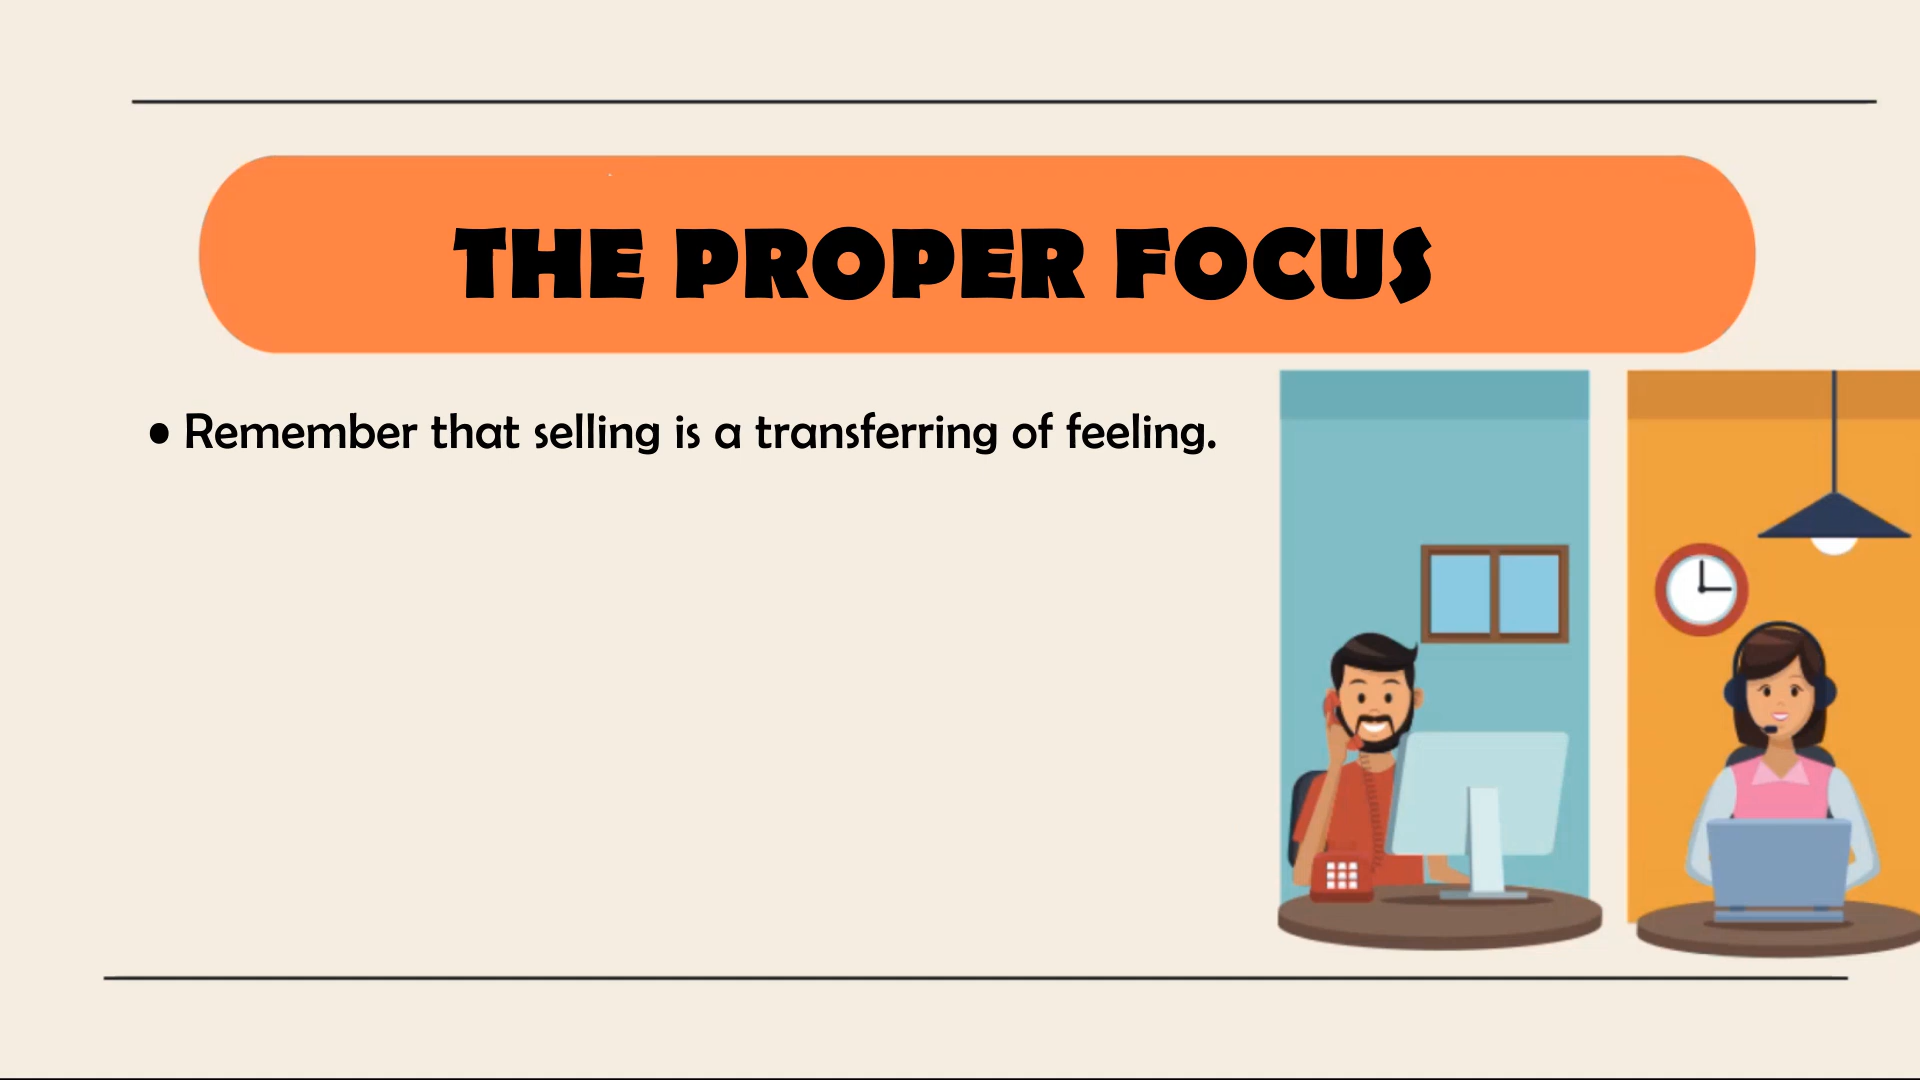 THE PROPER FOCUS
• Remember that selling is a transferring of feeling.